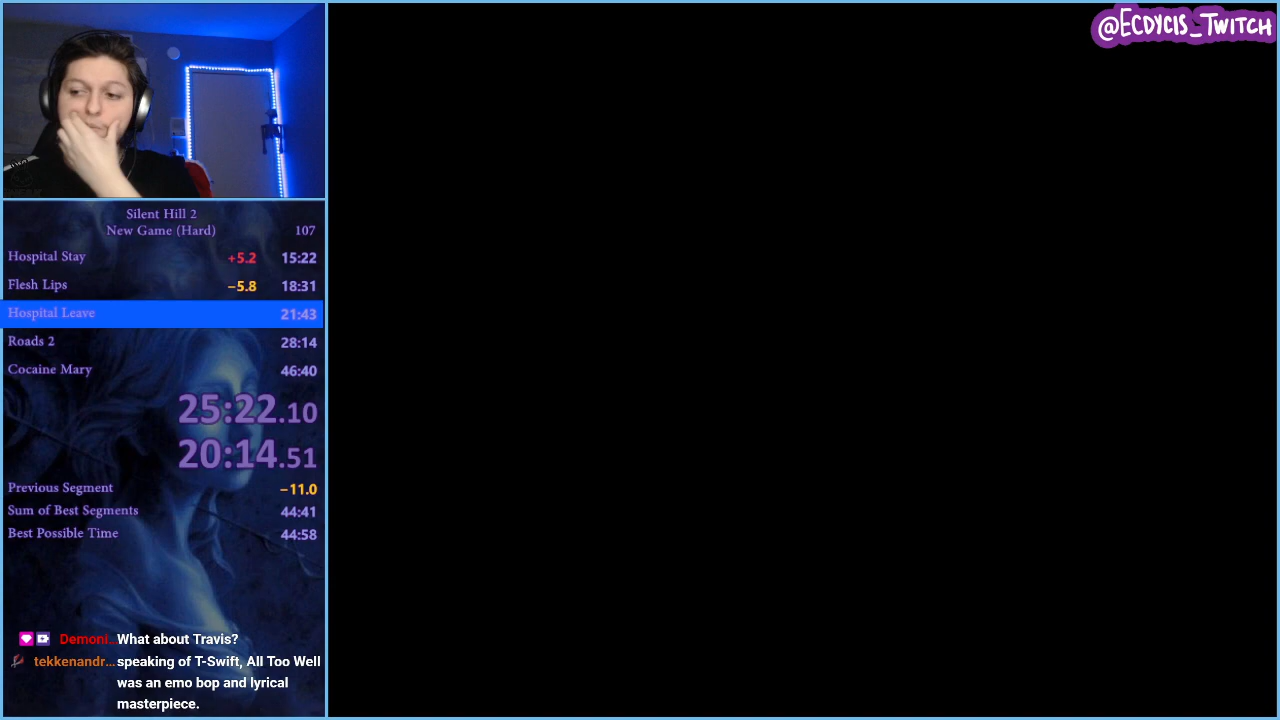 @Ecdycis_Twitch
Silent Hill 2
New Game (Hard) 107
Hospital Stay +5.2 15:22
Flesh Lips −5.8 18:31
Hospital Leave 21:43
Roads 2 28:14
Cocaine Mary 46:40
25:22.10
20:14.51
Previous Segment −11.0
Sum of Best Segments 44:41
Best Possible Time 44:58
Demoni... What about Travis?
tekkenandr... speaking of T-Swift, All Too Well
was an emo bop and lyrical
masterpiece.